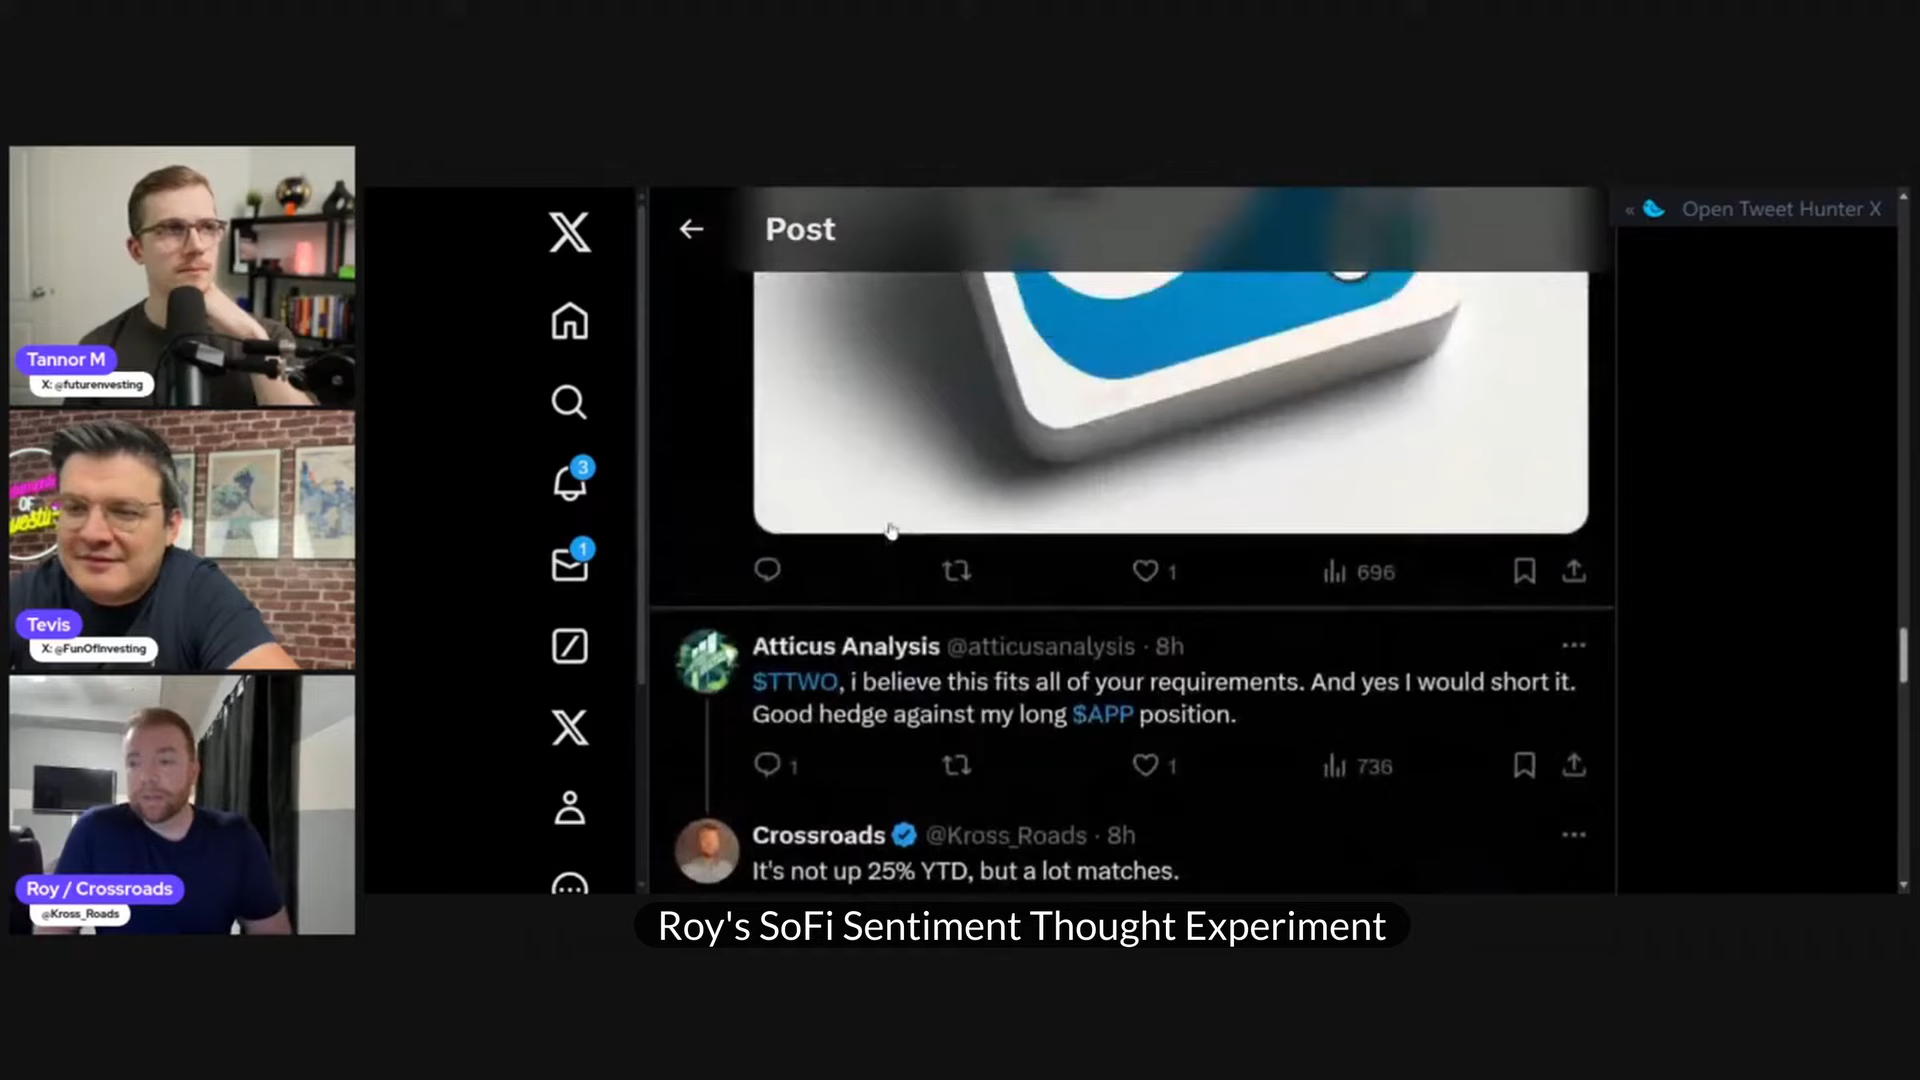 Tannor M
X: @futurenvesting
OF
Tevis
X: @FunOfInvesting
Roy / Crossroads
@Kross_Roads
3
1
Post
« Open Tweet Hunter X
1
696
Atticus Analysis @atticusanalysis · 8h
$TTWO, i believe this fits all of your requirements. And yes I would short it.
Good hedge against my long $APP position.
1
1
736
Crossroads @Kross_Roads · 8h
It's not up 25% YTD, but a lot matches.
Roy's SoFi Sentiment Thought Experiment